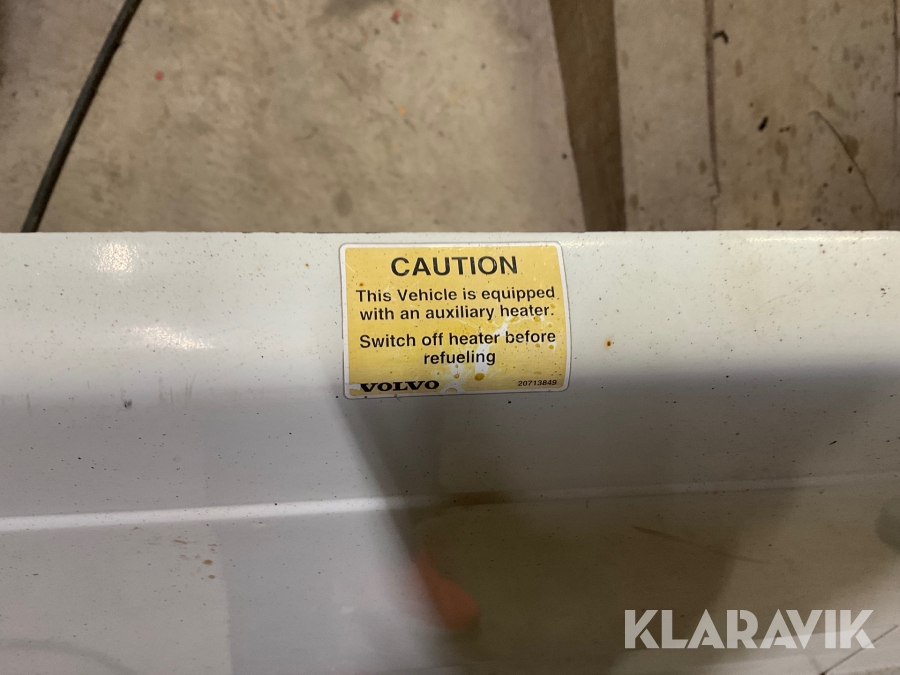 CAUTION
This Vehicle is equipped
with an auxiliary heater.
Switch off heater before
refueling
VOLVO 20713849
KLARAVIK